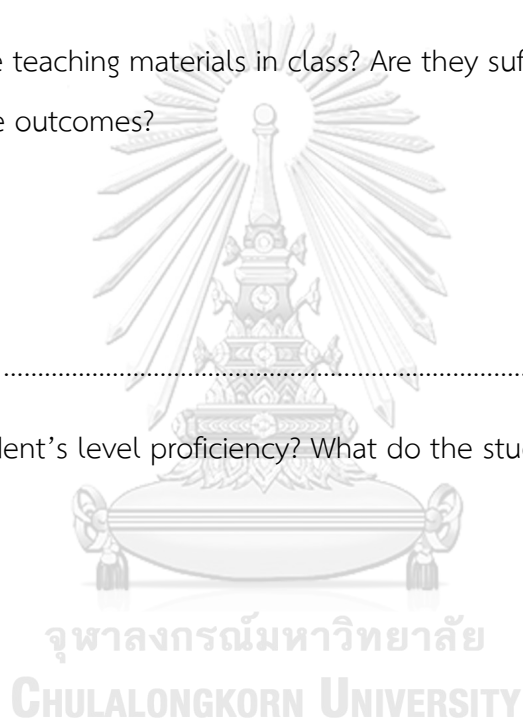 e teaching materials in class? Are they suf
e outcomes?
................................................................................
dent's level proficiency? What do the stu
จุฬาลงกรณ์มหาวิทยาลัย
CHULALONGKORN UNIVERSITY